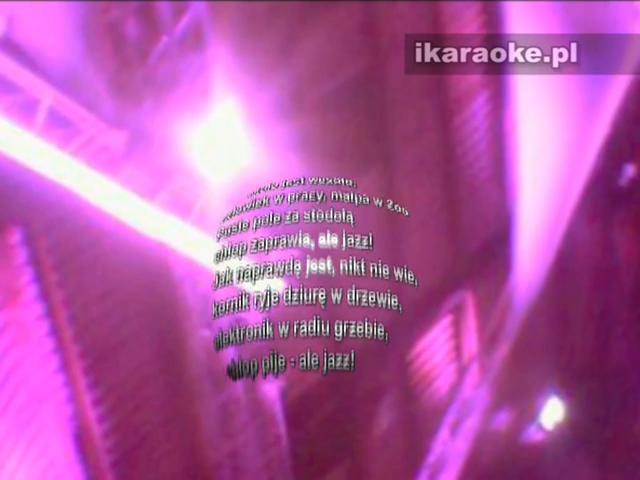 ikaraoke.pl
jest
człowiek w pracy, małpa w Zoo
puste pole za stodołą
chłop zaprawia, ale jazz!
jak naprawdę jest, nikt nie wie,
kornik ryje dziurę w drzewie,
elektronik w radiu grzebie,
chłop pije - ale jazz!